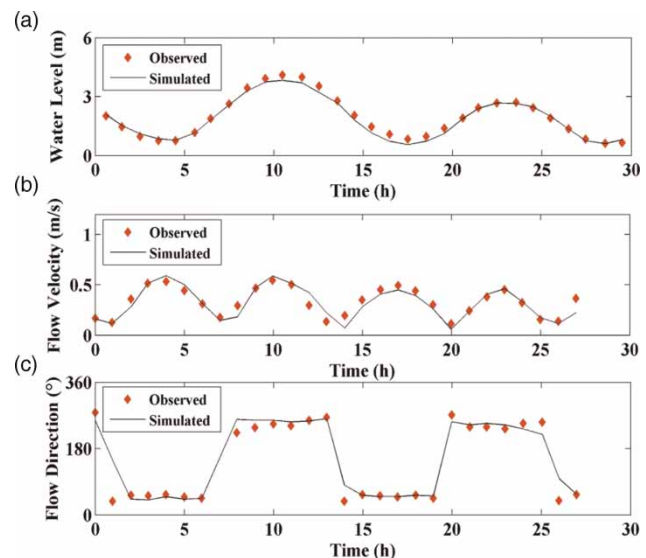 (a)
Water Level (m)
6
3
0
Observed
Simulated
0 5 10 15 20 25 30
Time (h)
(b)
Flow Velocity (m/s)
1
0.5
0
Observed
Simulated
0 5 10 15 20 25 30
Time (h)
(c)
Flow Direction (°)
360
180
0
Observed
Simulated
0 5 10 15 20 25 30
Time (h)